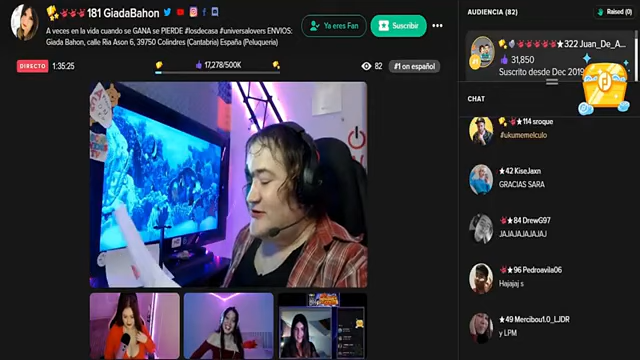 181 GiadaBahon
A veces en la vida cuando se GANA se PIERDE #losdecasa #universalovers ENVIOS:
Giada Bahon, calle Ria Ason 6, 39750 Colindres (Cantabria) España (Peluqueria)
Ya eres Fan
Suscribir
DIRECTO
1:35:25
17,278/500K
82
#1 on español
AUDIENCIA (82)
Raised (0)
322 Juan_De_A...
31,850
Suscrito desde Dec 2019
CHAT
114 sroque
#ukumemelculo
42 KiseJaxn
GRACIAS SARA
84 DrewG97
JAJAJAJAJAJ
96 Pedroavila06
Hajajaj s
49 Mercibou1.0_LJDR
y LPM